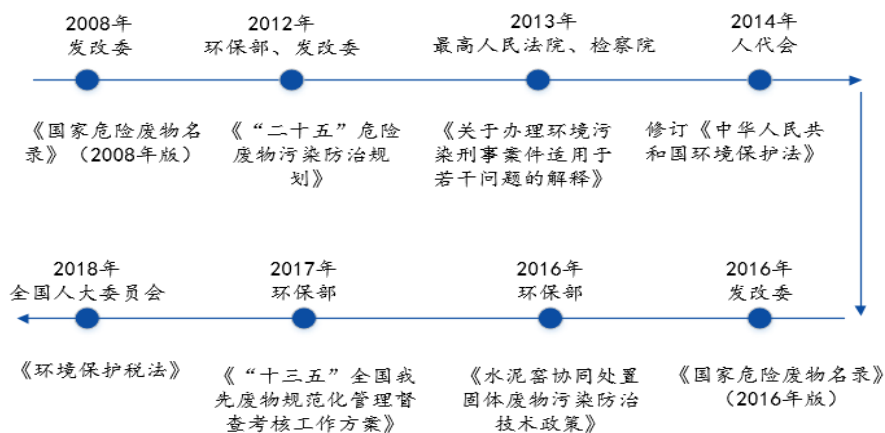 2008年
发改委
2012年
环保部、发改委
2013年
最高人民法院、检察院
2014年
人代会
《国家危险废物名
录》（2008年版）
《“二十五”危险
废物污染防治规
划》
《关于办理环境污
染刑事案件适用于
若干问题的解释》
修订《中华人民共
和国环境保护法》
2018年
全国人大委员会
2017年
环保部
2016年
环保部
2016年
发改委
《环境保护税法》
《“十三五”全国我
先废物规范化管理督
查考核工作方案》
《水泥窑协同处置
固体废物污染防治
技术政策》
《国家危险废物名录》
（2016年版）